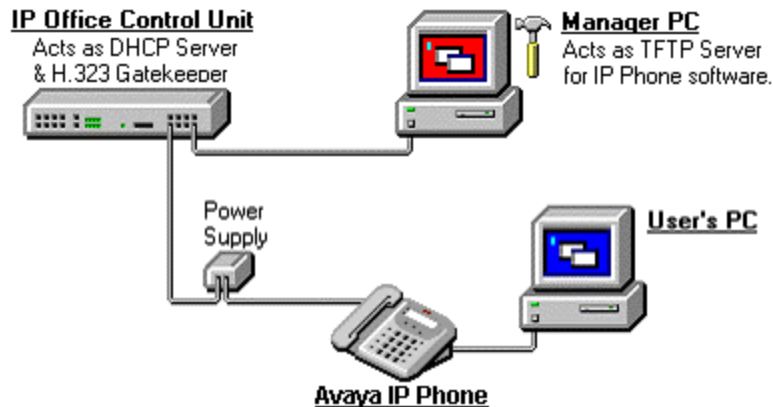 IP Office Control Unit
Acts as DHCP Server
& H.323 Gatekeeper
Manager PC
Acts as TFTP Server
for IP Phone software.
Power
Supply
User's PC
Avaya IP Phone